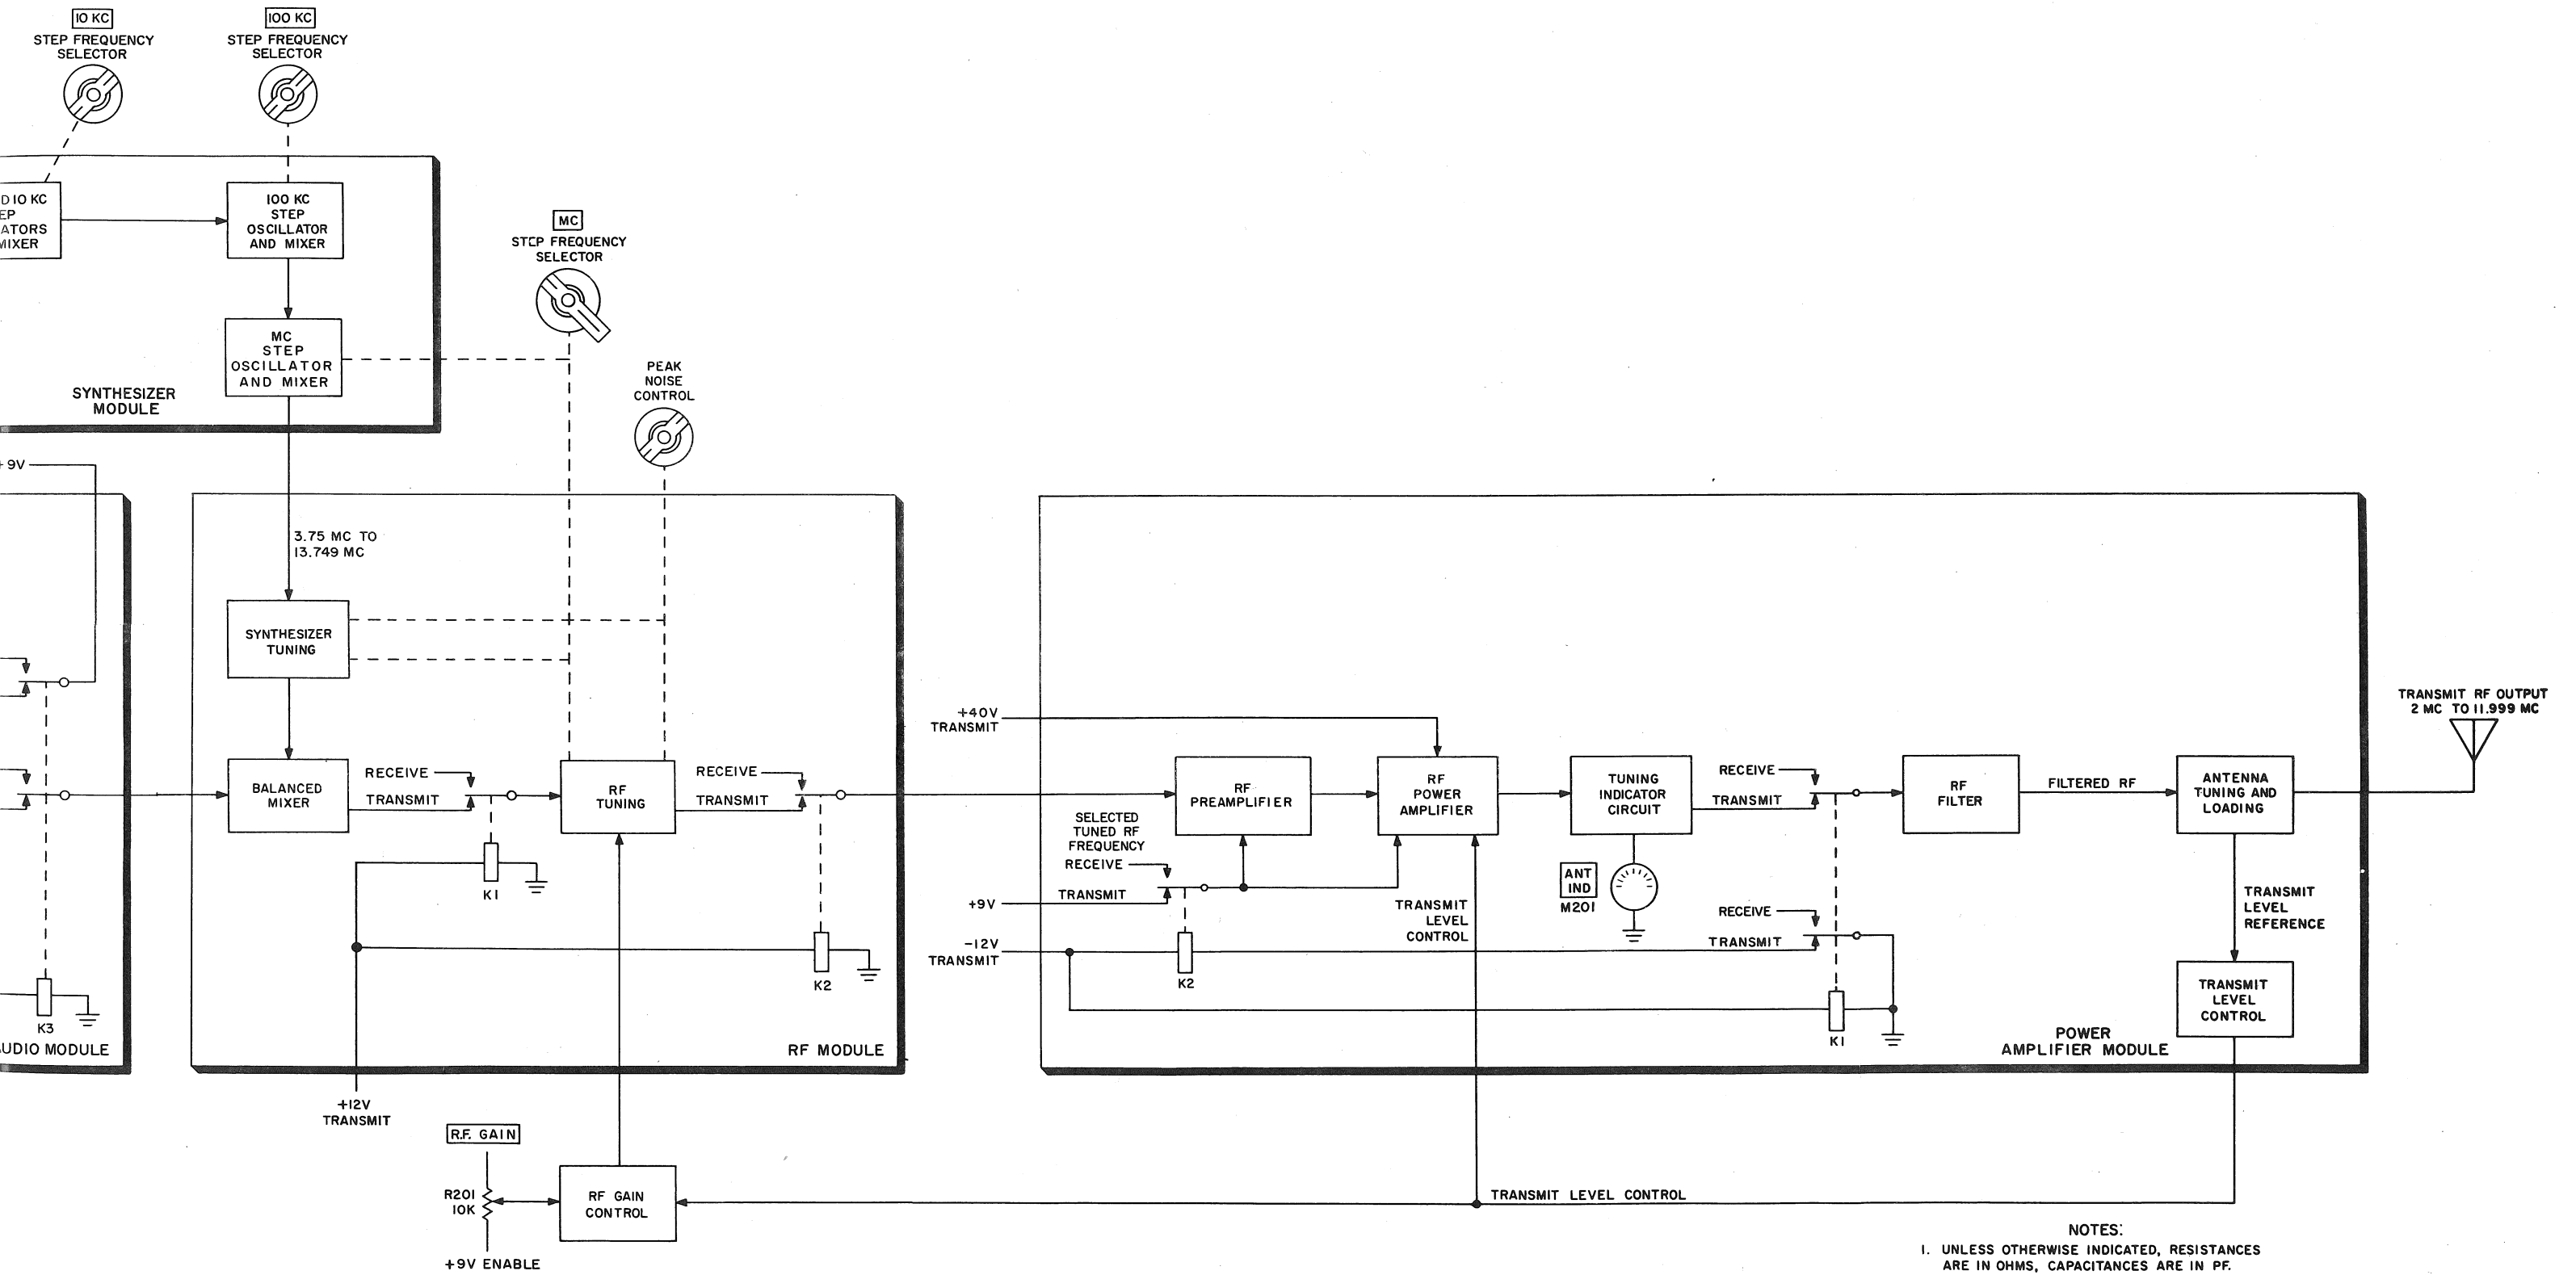 10 KC
STEP FREQUENCY
SELECTOR
100 KC
STEP FREQUENCY
SELECTOR
D 10 KC
EP
ATORS
MIXER
100 KC
STEP
OSCILLATOR
AND MIXER
MC
STEP FREQUENCY
SELECTOR
MC
STEP
OSCILLATOR
AND MIXER
SYNTHESIZER
MODULE
PEAK
NOISE
CONTROL
+9V
3.75 MC TO
13.749 MC
SYNTHESIZER
TUNING
BALANCED
MIXER
RECEIVE
TRANSMIT
RF
TUNING
RECEIVE
TRANSMIT
K1
K2
K3
UDIO MODULE
RF MODULE
+12V
TRANSMIT
R.F. GAIN
R201
10K
+9V ENABLE
RF GAIN
CONTROL
+40V
TRANSMIT
RF
PREAMPLIFIER
RF
POWER
AMPLIFIER
TUNING
INDICATOR
CIRCUIT
RECEIVE
TRANSMIT
RF
FILTER
FILTERED RF
ANTENNA
TUNING AND
LOADING
TRANSMIT RF OUTPUT
2 MC TO 11.999 MC
SELECTED
TUNED RF
FREQUENCY
RECEIVE
TRANSMIT
+9V
-12V
TRANSMIT
K2
TRANSMIT
LEVEL
CONTROL
ANT
IND
M201
RECEIVE
TRANSMIT
K1
TRANSMIT
LEVEL
REFERENCE
TRANSMIT
LEVEL
CONTROL
POWER
AMPLIFIER MODULE
TRANSMIT LEVEL CONTROL
NOTES:
1. UNLESS OTHERWISE INDICATED, RESISTANCES
ARE IN OHMS, CAPACITANCES ARE IN PF.